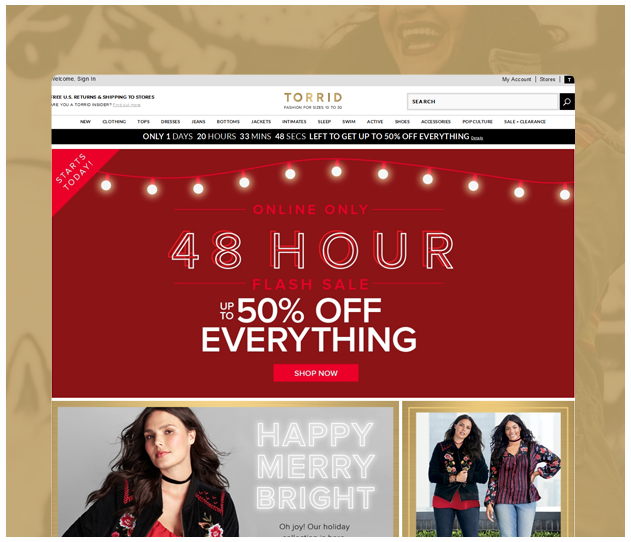 Welcome, Sign In
My Account | Stores | T
FREE U.S. RETURNS & SHIPPING TO STORES
ARE YOU A TORRID INSIDER? Find out how
TORRID
FASHION FOR SIZES 10 TO 30
SEARCH
NEW CLOTHING TOPS DRESSES JEANS BOTTOMS JACKETS INTIMATES SLEEP SWIM ACTIVE SHOES ACCESSORIES POP CULTURE SALE + CLEARANCE
ONLY 1 DAYS 20 HOURS 33 MINS 48 SECS LEFT TO GET UP TO 50% OFF EVERYTHING Details
STARTS
TODAY!
ONLINE ONLY
48 HOUR
FLASH SALE
UP TO 50% OFF
EVERYTHING
SHOP NOW
HAPPY
MERRY
BRIGHT
Oh joy! Our holiday
collection is here